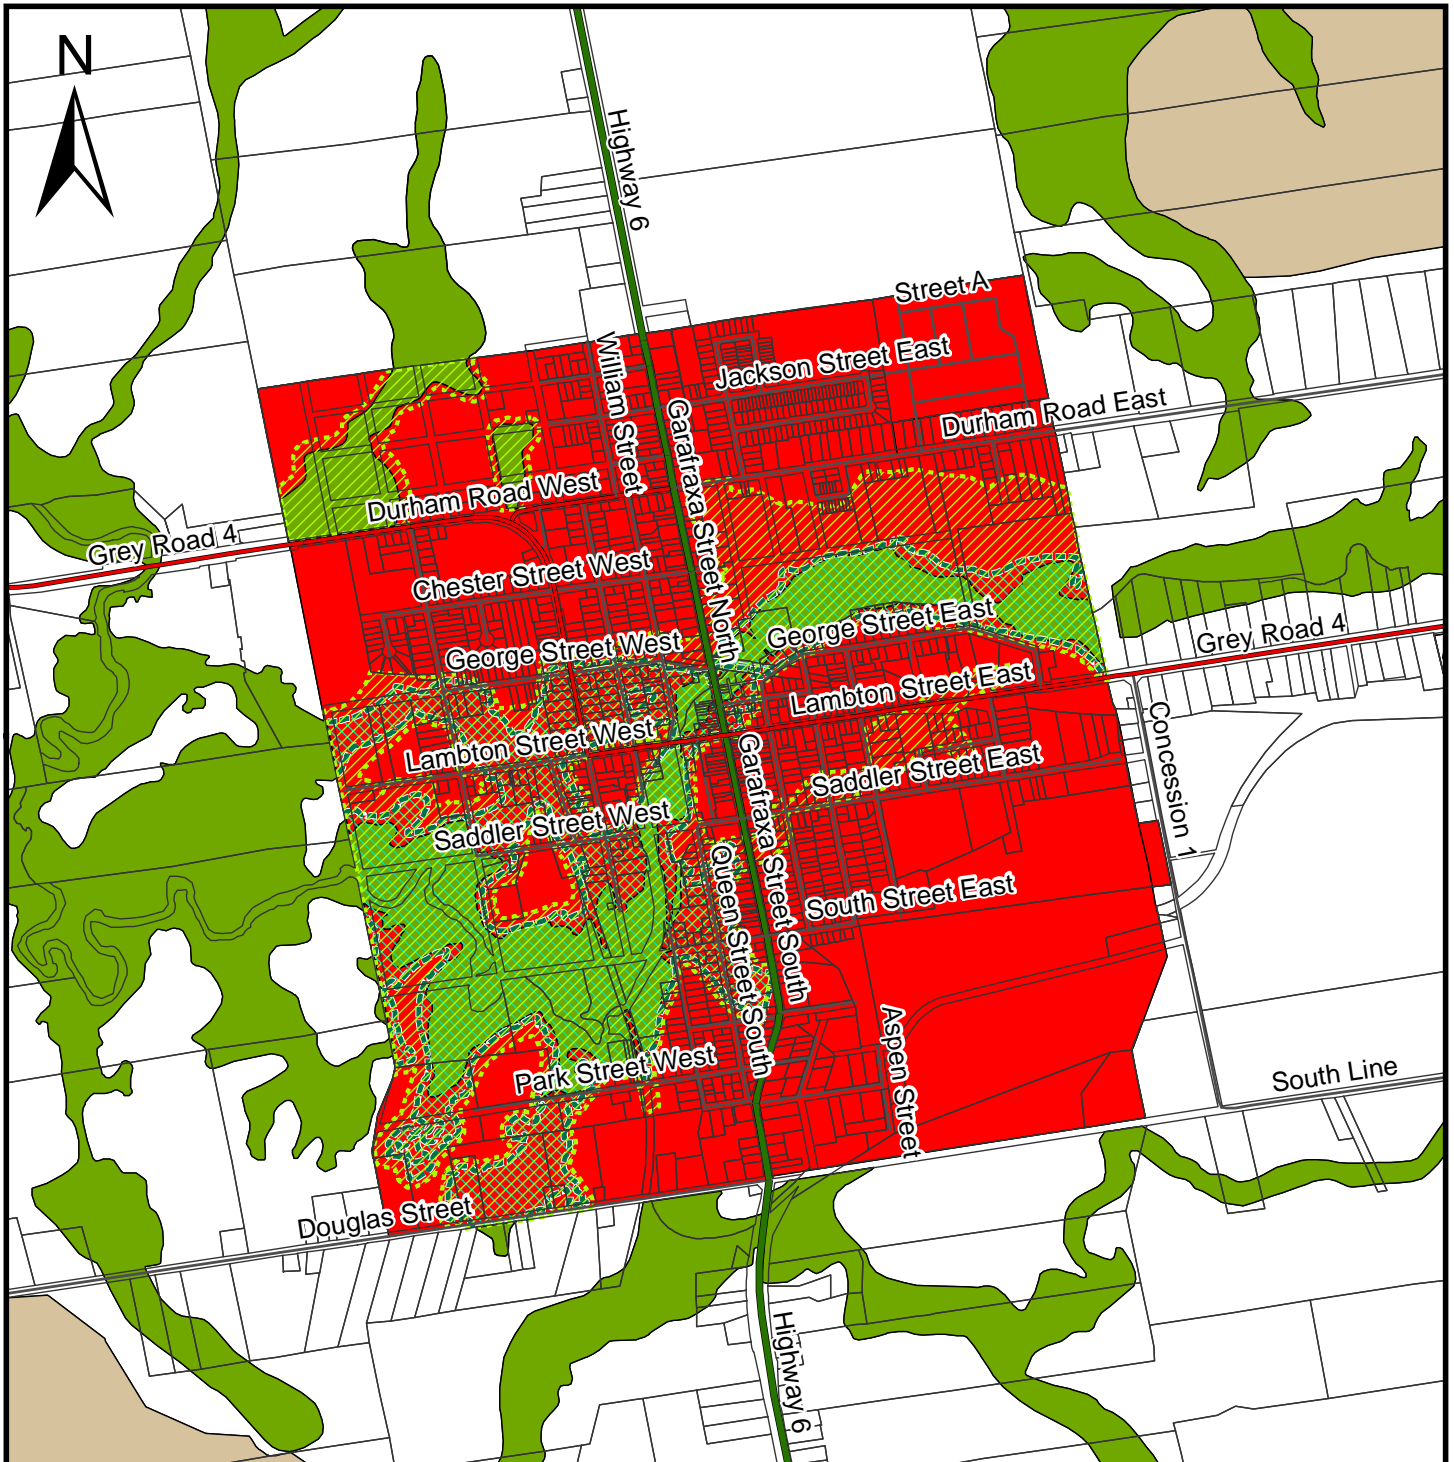 N
Highway 6
Street A
William Street
Jackson Street East
Garafraxa Street North
Durham Road East
Durham Road West
Grey Road 4
Chester Street West
George Street East
Grey Road 4
George Street West
Lambton Street East
Concession 1
Lambton Street West
Garafraxa Street South
Saddler Street East
Saddler Street West
Queen Street South
South Street East
Aspen Street
Park Street West
South Line
Douglas Street
Highway 6